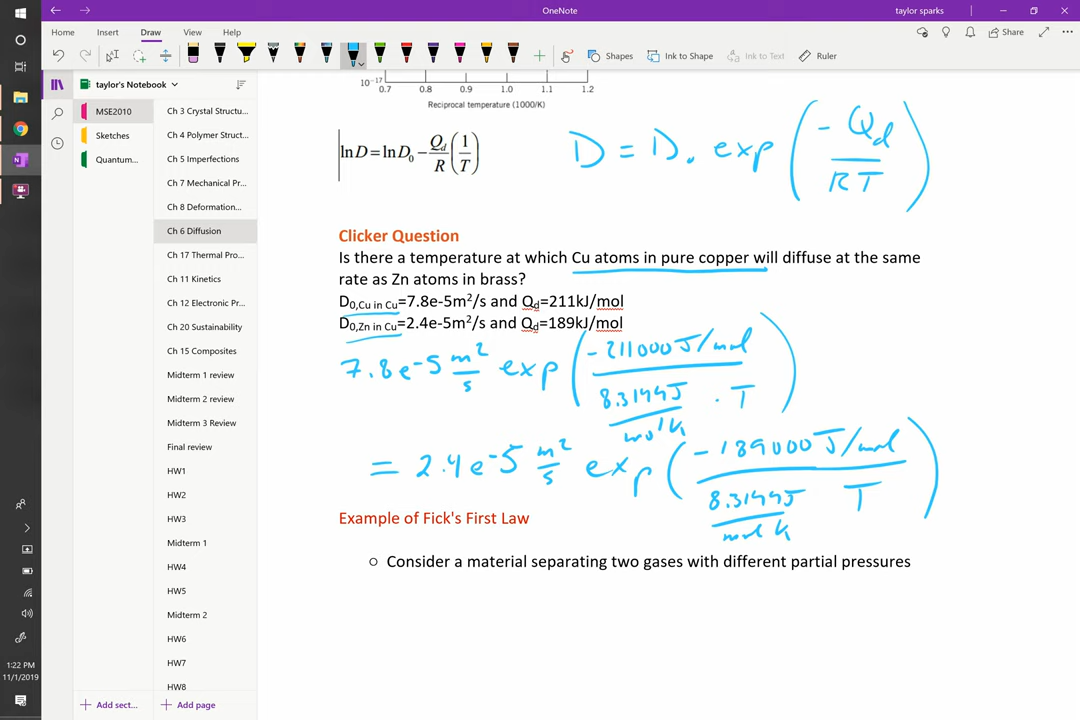 OneNote
taylor sparks
Home
Insert
Draw
View
Help
Share
Shapes
Ink to Shape
Ink to Text
Ruler
taylor's Notebook
MSE2010
Sketches
Quantum...
Ch 3 Crystal Structu...
Ch 4 Polymer Struct...
Ch 5 Imperfections
Ch 7 Mechanical Pr...
Ch 8 Deformation...
Ch 6 Diffusion
Ch 17 Thermal Pro...
Ch 11 Kinetics
Ch 12 Electronic Pr...
Ch 20 Sustainability
Ch 15 Composites
Midterm 1 review
Midterm 2 review
Midterm 3 Review
Final review
HW1
HW2
HW3
Midterm 1
HW4
HW5
Midterm 2
HW6
HW7
HW8
Add sect...
Add page
1:22 PM
11/1/2019
10⁻¹⁷
0.7 0.8 0.9 1.0 1.1 1.2
Reciprocal temperature (1000/K)
ln D = ln D₀ − Q_d/R (1/T)
D = D₀ exp (−Q_d / RT)
Clicker Question
Is there a temperature at which Cu atoms in pure copper will diffuse at the same
rate as Zn atoms in brass?
D₀,Cu in Cu=7.8e-5m²/s and Qd=211kJ/mol
D₀,Zn in Cu=2.4e-5m²/s and Qd=189kJ/mol
7.8e-5 m²/s exp (−211000 J/mol / 8.3144J/mol K · T)
= 2.4e-5 m²/s exp (−189000 J/mol / 8.3144J/mol K T)
Example of Fick's First Law
○ Consider a material separating two gases with different partial pressures